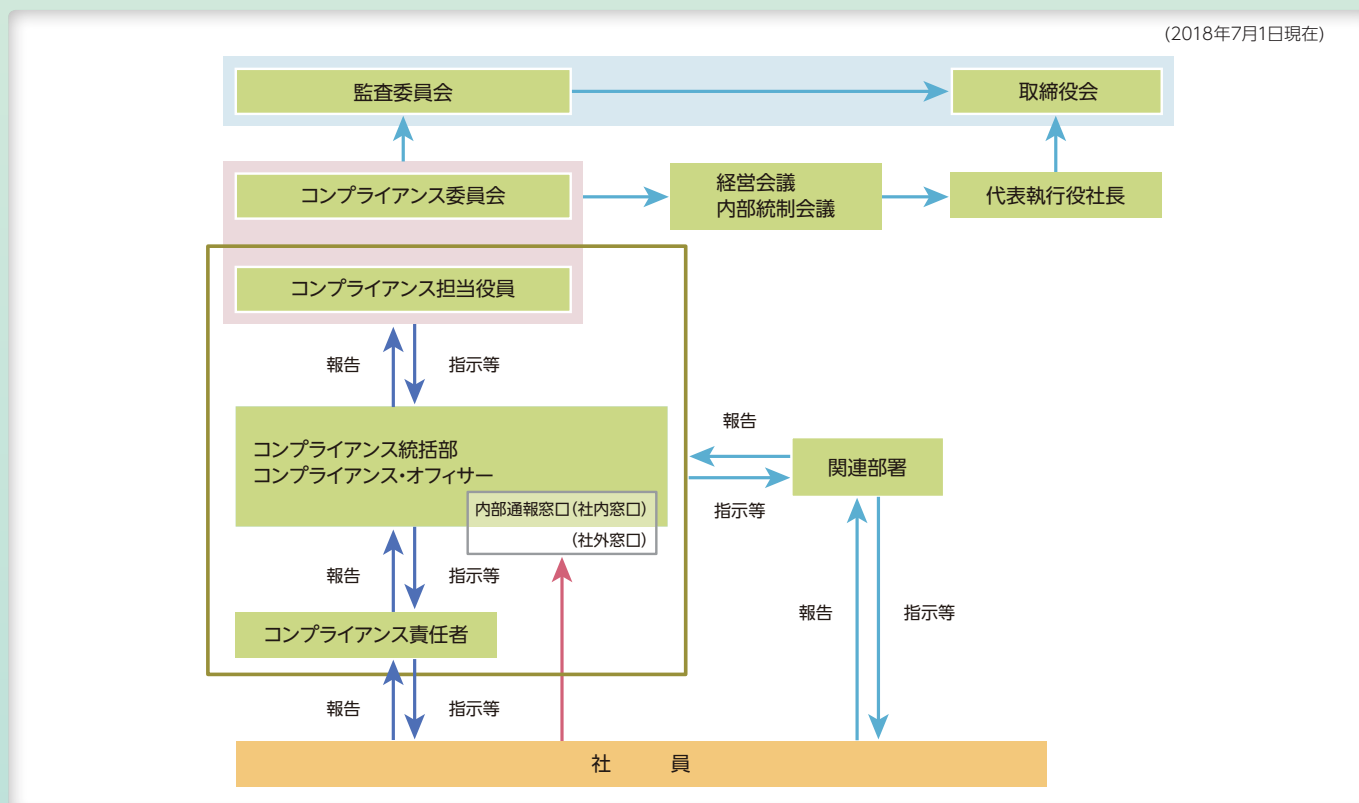 (2018年7月1日現在)
監査委員会
取締役会
コンプライアンス委員会
経営会議
内部統制会議
代表執行役社長
コンプライアンス担当役員
報告
指示等
コンプライアンス統括部
コンプライアンス・オフィサー
内部通報窓口(社内窓口)
(社外窓口)
報告
指示等
関連部署
報告
指示等
コンプライアンス責任者
報告
指示等
報告
指示等
社 員